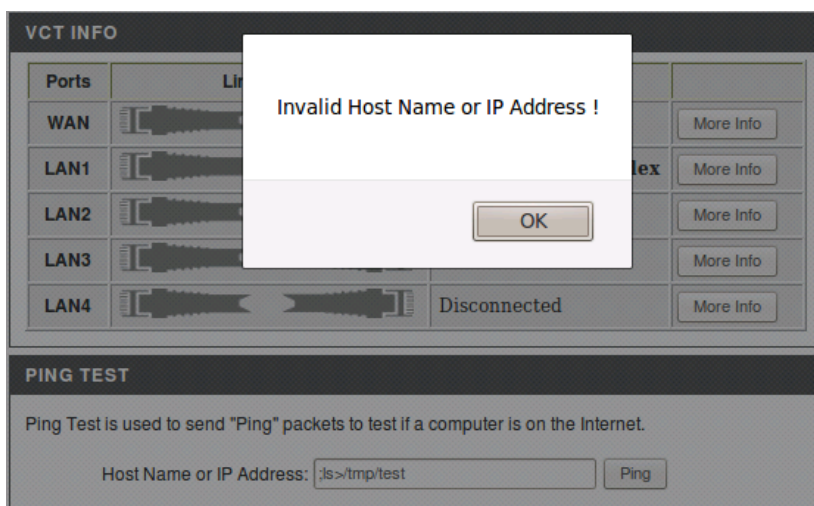 VCT INFO
Invalid Host Name or IP Address !
OK
Ports
WAN More Info
LAN1 More Info
LAN2 More Info
LAN3 More Info
LAN4 Disconnected More Info
PING TEST
Ping Test is used to send "Ping" packets to test if a computer is on the Internet.
Host Name or IP Address: ;ls>/tmp/test Ping